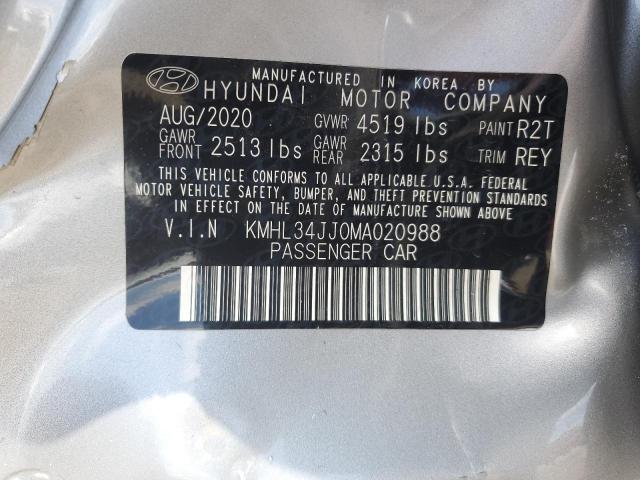 MANUFACTURED IN KOREA BY
HYUNDAI MOTOR COMPANY
AUG/2020 GVWR 4519 lbs PAINT R2T
GAWR FRONT 2513 lbs GAWR REAR 2315 lbs TRIM REY
THIS VEHICLE CONFORMS TO ALL APPLICABLE U.S.A. FEDERAL
MOTOR VEHICLE SAFETY, BUMPER, AND THEFT PREVENTION STANDARDS
IN EFFECT ON THE DATE OF MANUFACTURE SHOWN ABOVE
V.I.N KMHL34JJ0MA020988
PASSENGER CAR